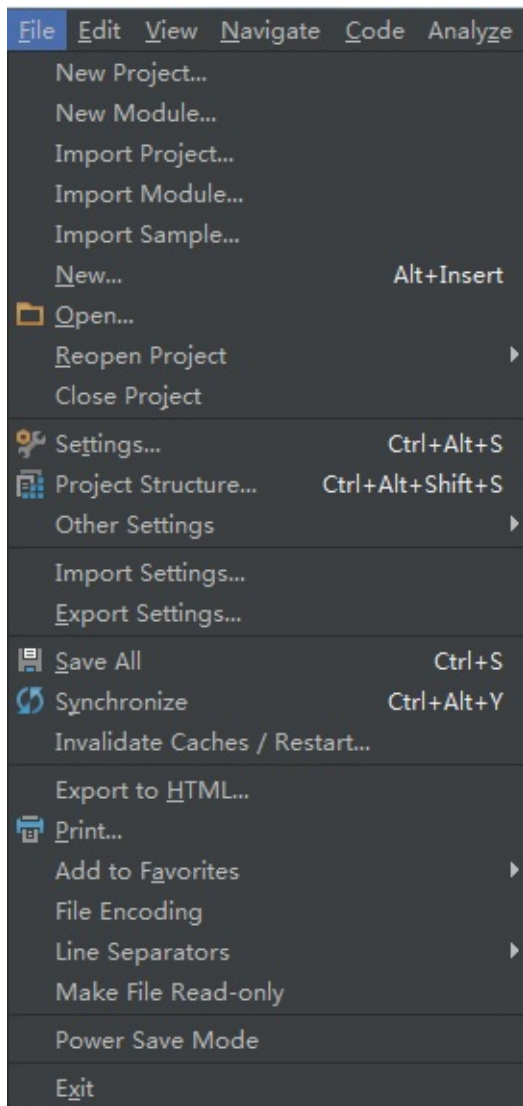 File Edit View Navigate Code Analyze
New Project...
New Module...
Import Project...
Import Module...
Import Sample...
New... Alt+Insert
Open...
Reopen Project
Close Project
Settings... Ctrl+Alt+S
Project Structure... Ctrl+Alt+Shift+S
Other Settings
Import Settings...
Export Settings...
Save All Ctrl+S
Synchronize Ctrl+Alt+Y
Invalidate Caches / Restart...
Export to HTML...
Print...
Add to Favorites
File Encoding
Line Separators
Make File Read-only
Power Save Mode
Exit